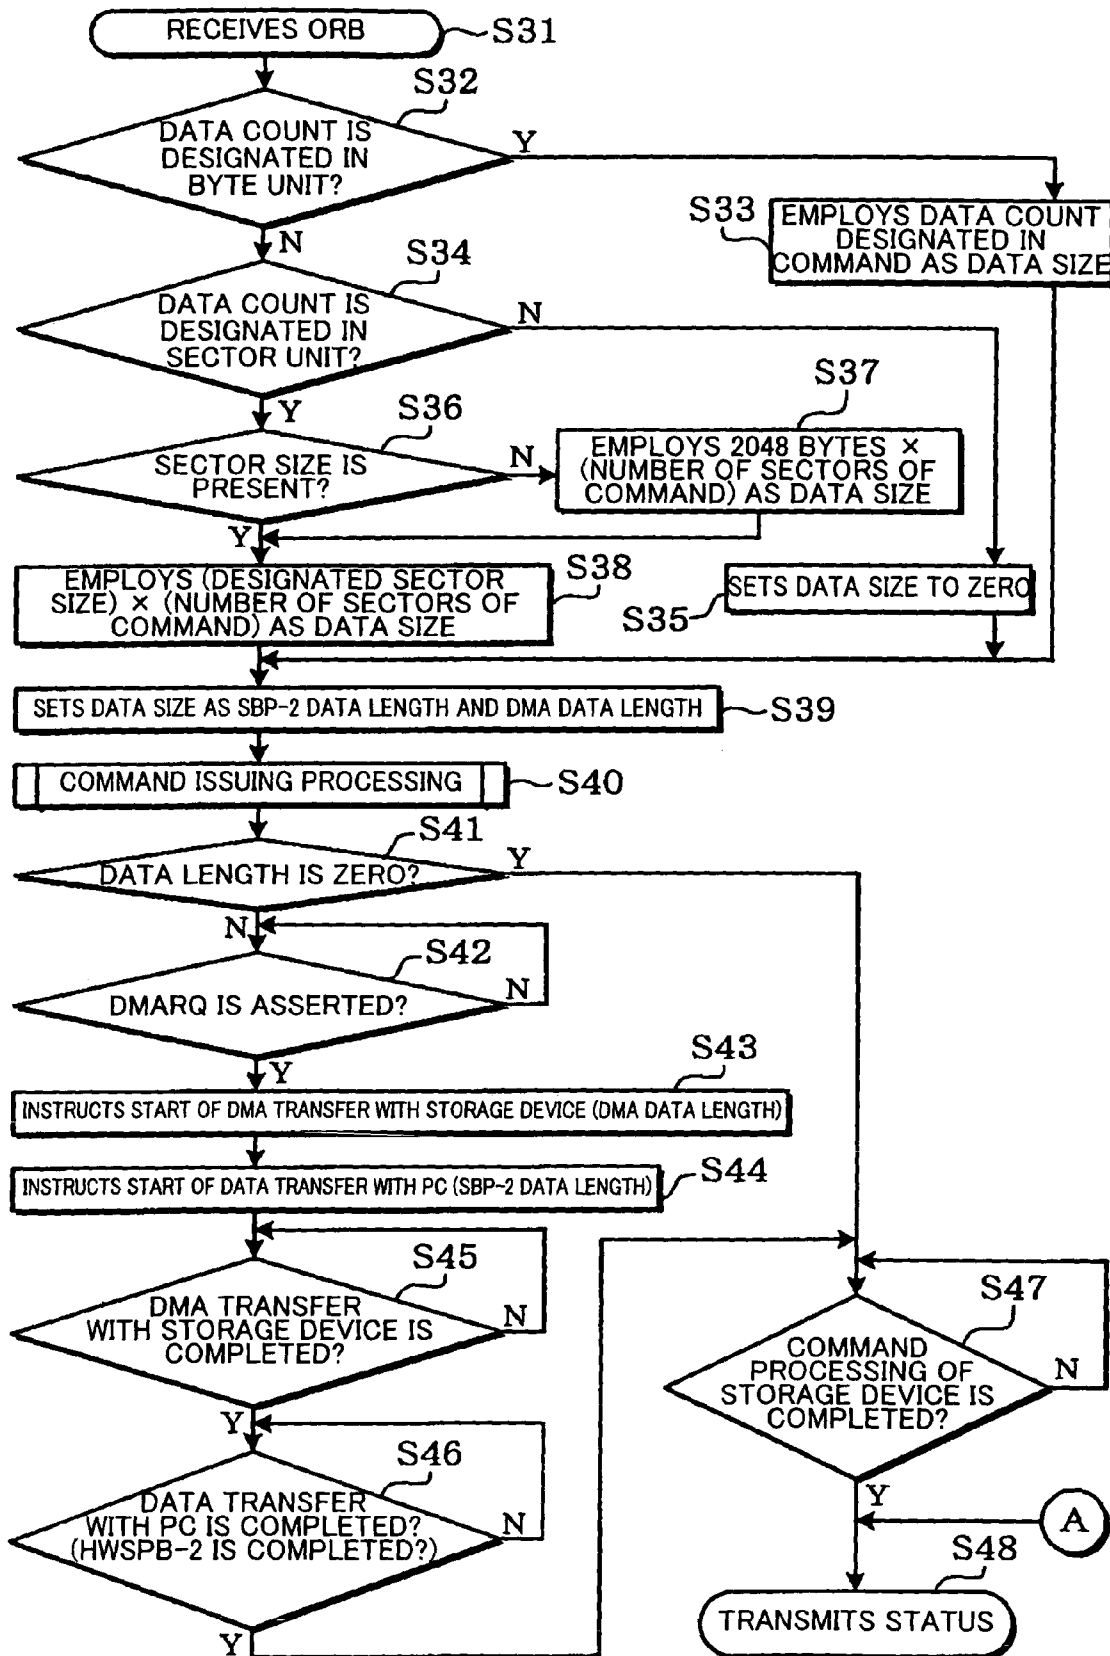 RECEIVES ORB
S31
S32
DATA COUNT IS
DESIGNATED IN
BYTE UNIT?
Y
N
S33
EMPLOYS DATA COUNT
DESIGNATED IN
COMMAND AS DATA SIZE
S34
DATA COUNT IS
DESIGNATED IN
SECTOR UNIT?
N
Y
S36
SECTOR SIZE IS
PRESENT?
N
Y
S37
EMPLOYS 2048 BYTES ×
(NUMBER OF SECTORS OF
COMMAND) AS DATA SIZE
EMPLOYS (DESIGNATED SECTOR
SIZE) × (NUMBER OF SECTORS OF
COMMAND) AS DATA SIZE
S38
SETS DATA SIZE TO ZERO
S35
SETS DATA SIZE AS SBP-2 DATA LENGTH AND DMA DATA LENGTH
S39
COMMAND ISSUING PROCESSING
S40
S41
DATA LENGTH IS ZERO?
Y
N
S42
DMARQ IS ASSERTED?
N
Y
S43
INSTRUCTS START OF DMA TRANSFER WITH STORAGE DEVICE (DMA DATA LENGTH)
INSTRUCTS START OF DATA TRANSFER WITH PC (SBP-2 DATA LENGTH)
S44
S45
DMA TRANSFER
WITH STORAGE DEVICE IS
COMPLETED?
N
Y
S46
DATA TRANSFER
WITH PC IS COMPLETED?
(HWSPB-2 IS COMPLETED?)
N
Y
S47
COMMAND
PROCESSING OF
STORAGE DEVICE IS
COMPLETED?
N
Y
A
S48
TRANSMITS STATUS